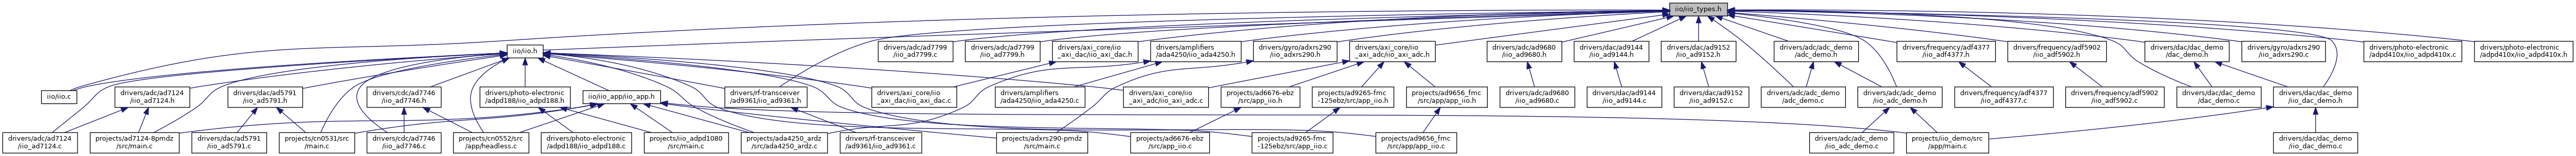 iio/iio_types.h
iio/iio.h
drivers/adc/ad7799
/iio_ad7799.c
drivers/adc/ad7799
/iio_ad7799.h
drivers/axi_core/iio
_axi_dac/iio_axi_dac.h
drivers/amplifiers
/ada4250/iio_ada4250.h
drivers/gyro/adxrs290
/iio_adxrs290.h
drivers/axi_core/iio
_axi_adc/iio_axi_adc.h
drivers/adc/ad9680
/iio_ad9680.h
drivers/dac/ad9144
/iio_ad9144.h
drivers/dac/ad9152
/iio_ad9152.h
drivers/adc/adc_demo
/adc_demo.h
drivers/frequency/adf4377
/iio_adf4377.h
drivers/frequency/adf5902
/iio_adf5902.h
drivers/dac/dac_demo
/dac_demo.h
drivers/gyro/adxrs290
/iio_adxrs290.c
drivers/photo-electronic
/adpd410x/iio_adpd410x.c
drivers/photo-electronic
/adpd410x/iio_adpd410x.h
iio/iio.c
drivers/adc/ad7124
/iio_ad7124.h
drivers/dac/ad5791
/iio_ad5791.h
drivers/cdc/ad7746
/iio_ad7746.h
drivers/photo-electronic
/adpd188/iio_adpd188.h
iio/iio_app/iio_app.h
drivers/rf-transceiver
/ad9361/iio_ad9361.h
drivers/axi_core/iio
_axi_dac/iio_axi_dac.c
drivers/amplifiers
/ada4250/iio_ada4250.c
drivers/axi_core/iio
_axi_adc/iio_axi_adc.c
projects/ad6676-ebz
/src/app_iio.h
projects/ad9265-fmc
-125ebz/src/app_iio.h
projects/ad9656_fmc
/src/app/app_iio.h
drivers/adc/ad9680
/iio_ad9680.c
drivers/dac/ad9144
/iio_ad9144.c
drivers/dac/ad9152
/iio_ad9152.c
drivers/adc/adc_demo
/adc_demo.c
drivers/adc/adc_demo
/iio_adc_demo.h
drivers/frequency/adf4377
/iio_adf4377.c
drivers/frequency/adf5902
/iio_adf5902.c
drivers/dac/dac_demo
/dac_demo.c
drivers/dac/dac_demo
/iio_dac_demo.h
drivers/adc/ad7124
/iio_ad7124.c
projects/ad7124-8pmdz
/src/main.c
drivers/dac/ad5791
/iio_ad5791.c
projects/cn0531/src
/main.c
drivers/cdc/ad7746
/iio_ad7746.c
projects/cn0552/src
/app/headless.c
drivers/photo-electronic
/adpd188/iio_adpd188.c
projects/iio_adpd1080
/src/main.c
projects/ada4250_ardz
/src/ada4250_ardz.c
drivers/rf-transceiver
/ad9361/iio_ad9361.c
projects/adxrs290-pmdz
/src/main.c
projects/ad6676-ebz
/src/app_iio.c
projects/ad9265-fmc
-125ebz/src/app_iio.c
projects/ad9656_fmc
/src/app/app_iio.c
drivers/adc/adc_demo
/iio_adc_demo.c
projects/iio_demo/src
/app/main.c
drivers/dac/dac_demo
/iio_dac_demo.c